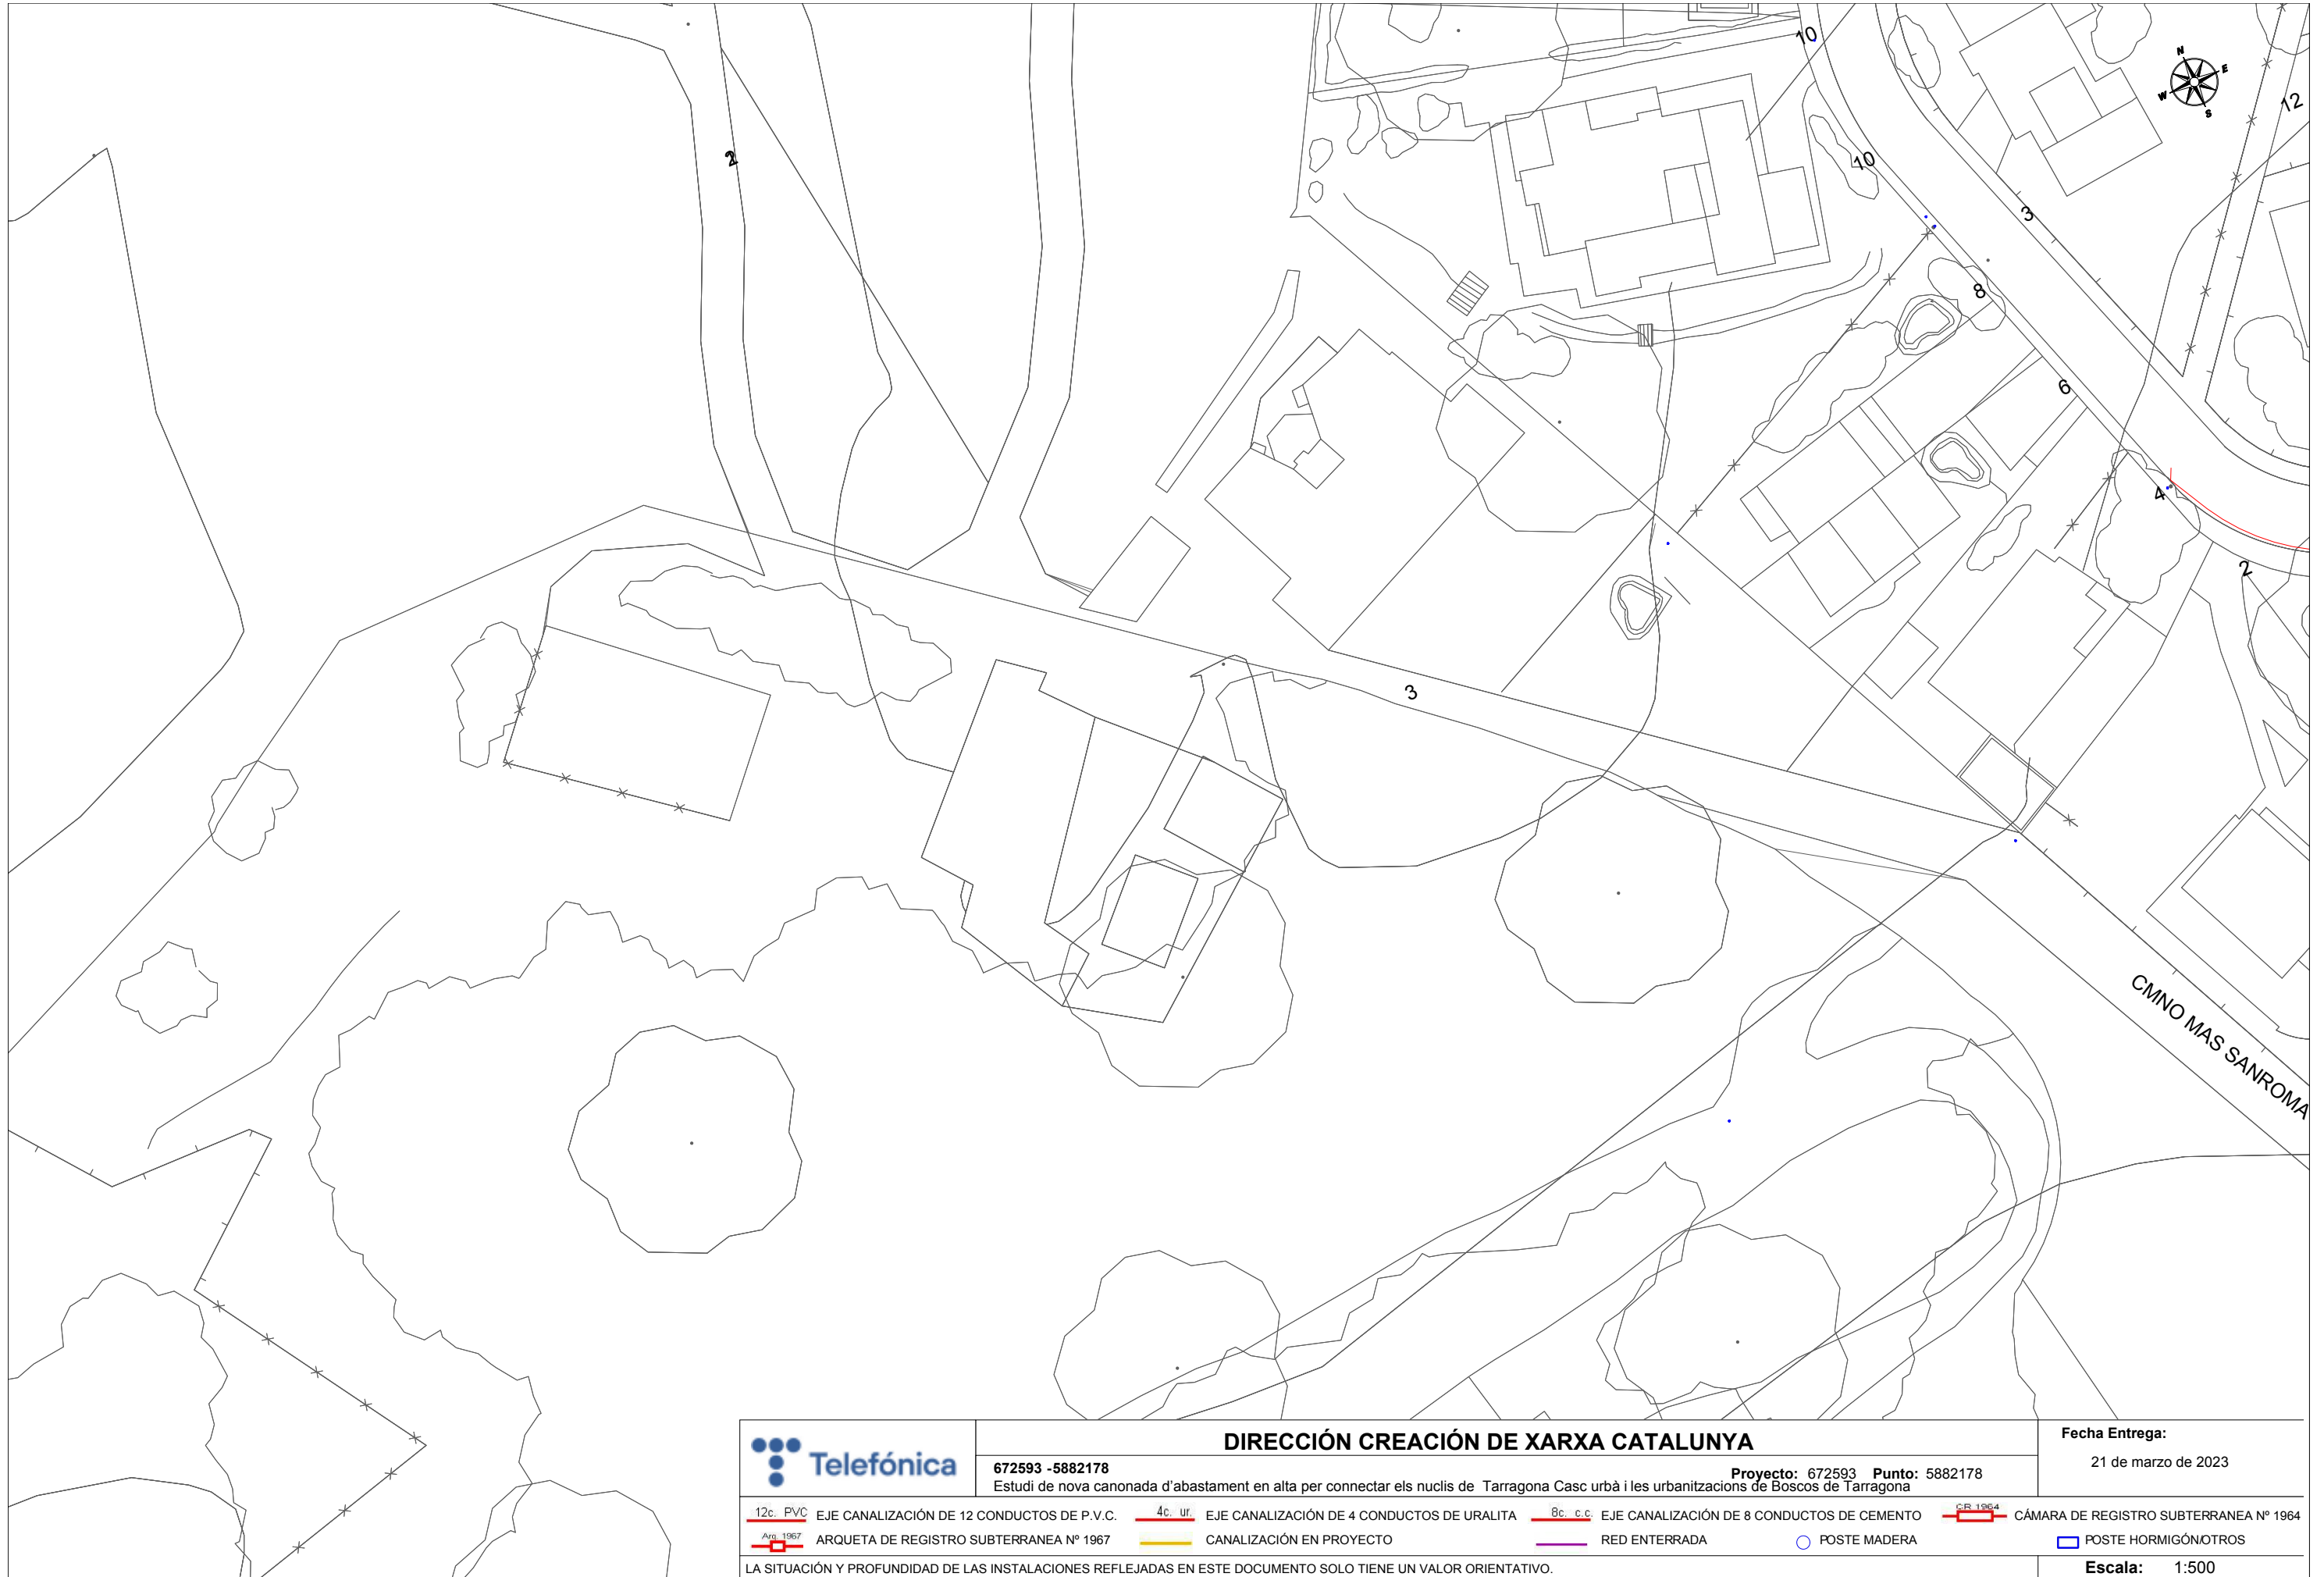 10
N
E
W
S
12
2
10
3
8
6
4
2
3
CMNO MAS SANROMA
Telefónica
DIRECCIÓN CREACIÓN DE XARXA CATALUNYA
672593 -5882178
Proyecto: 672593 Punto: 5882178
Estudi de nova canonada d'abastament en alta per connectar els nuclis de Tarragona Casc urbà i les urbanitzacions de Boscos de Tarragona
Fecha Entrega:
21 de marzo de 2023
12c. PVC EJE CANALIZACIÓN DE 12 CONDUCTOS DE P.V.C.
4c. ur. EJE CANALIZACIÓN DE 4 CONDUCTOS DE URALITA
8c. c.c. EJE CANALIZACIÓN DE 8 CONDUCTOS DE CEMENTO
CR 1964 CÁMARA DE REGISTRO SUBTERRANEA Nº 1964
Arq. 1967 ARQUETA DE REGISTRO SUBTERRANEA Nº 1967
CANALIZACIÓN EN PROYECTO
RED ENTERRADA
POSTE MADERA
POSTE HORMIGÓN/OTROS
LA SITUACIÓN Y PROFUNDIDAD DE LAS INSTALACIONES REFLEJADAS EN ESTE DOCUMENTO SOLO TIENE UN VALOR ORIENTATIVO.
Escala: 1:500